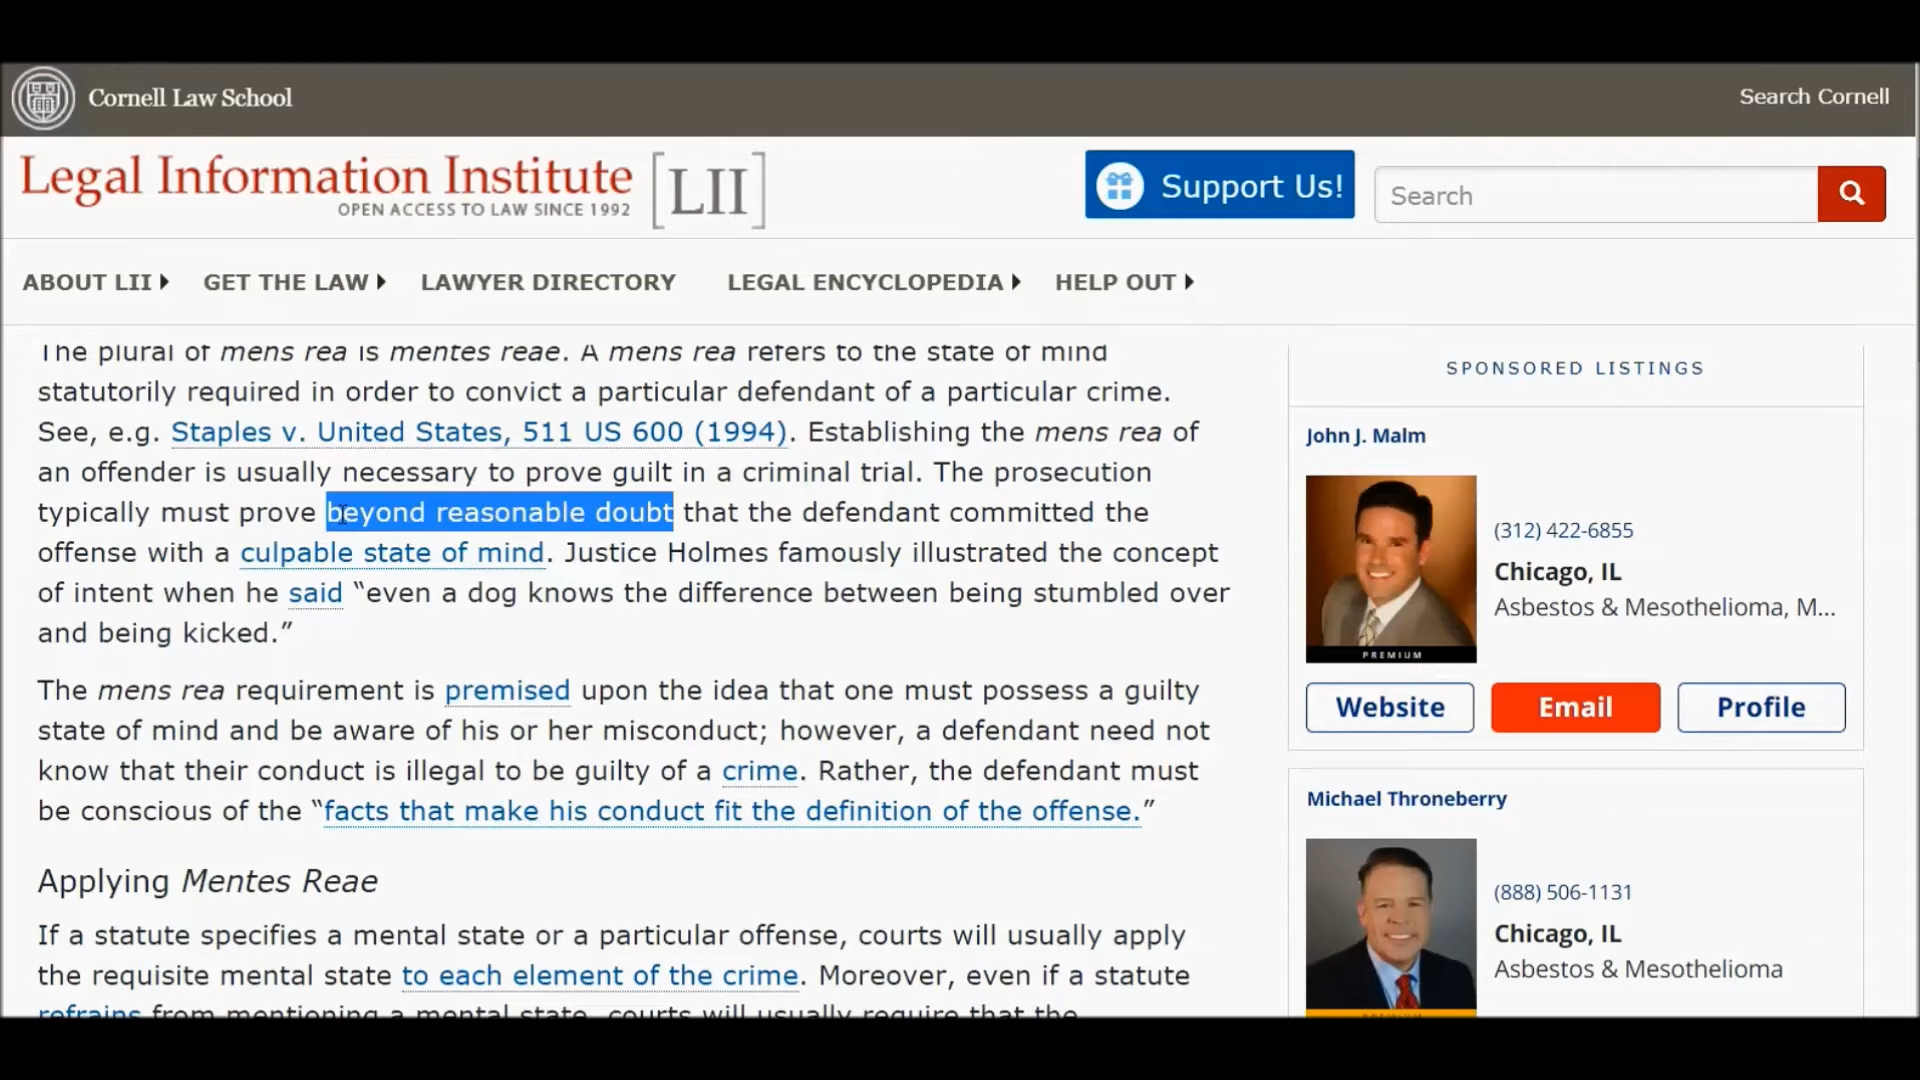 Cornell Law School
Search Cornell
Legal Information Institute [LII]
OPEN ACCESS TO LAW SINCE 1992
Support Us!
Search
ABOUT LII
GET THE LAW
LAWYER DIRECTORY
LEGAL ENCYCLOPEDIA
HELP OUT
The plural of mens rea is mentes reae. A mens rea refers to the state of mind
statutorily required in order to convict a particular defendant of a particular crime.
See, e.g. Staples v. United States, 511 US 600 (1994). Establishing the mens rea of
an offender is usually necessary to prove guilt in a criminal trial. The prosecution
typically must prove beyond reasonable doubt that the defendant committed the
offense with a culpable state of mind. Justice Holmes famously illustrated the concept
of intent when he said “even a dog knows the difference between being stumbled over
and being kicked.”
The mens rea requirement is premised upon the idea that one must possess a guilty
state of mind and be aware of his or her misconduct; however, a defendant need not
know that their conduct is illegal to be guilty of a crime. Rather, the defendant must
be conscious of the “facts that make his conduct fit the definition of the offense.”
Applying Mentes Reae
If a statute specifies a mental state or a particular offense, courts will usually apply
the requisite mental state to each element of the crime. Moreover, even if a statute
refrains from mentioning a mental state, courts will usually require that the
SPONSORED LISTINGS
John J. Malm
(312) 422-6855
Chicago, IL
Asbestos & Mesothelioma, M...
PREMIUM
Website
Email
Profile
Michael Throneberry
(888) 506-1131
Chicago, IL
Asbestos & Mesothelioma